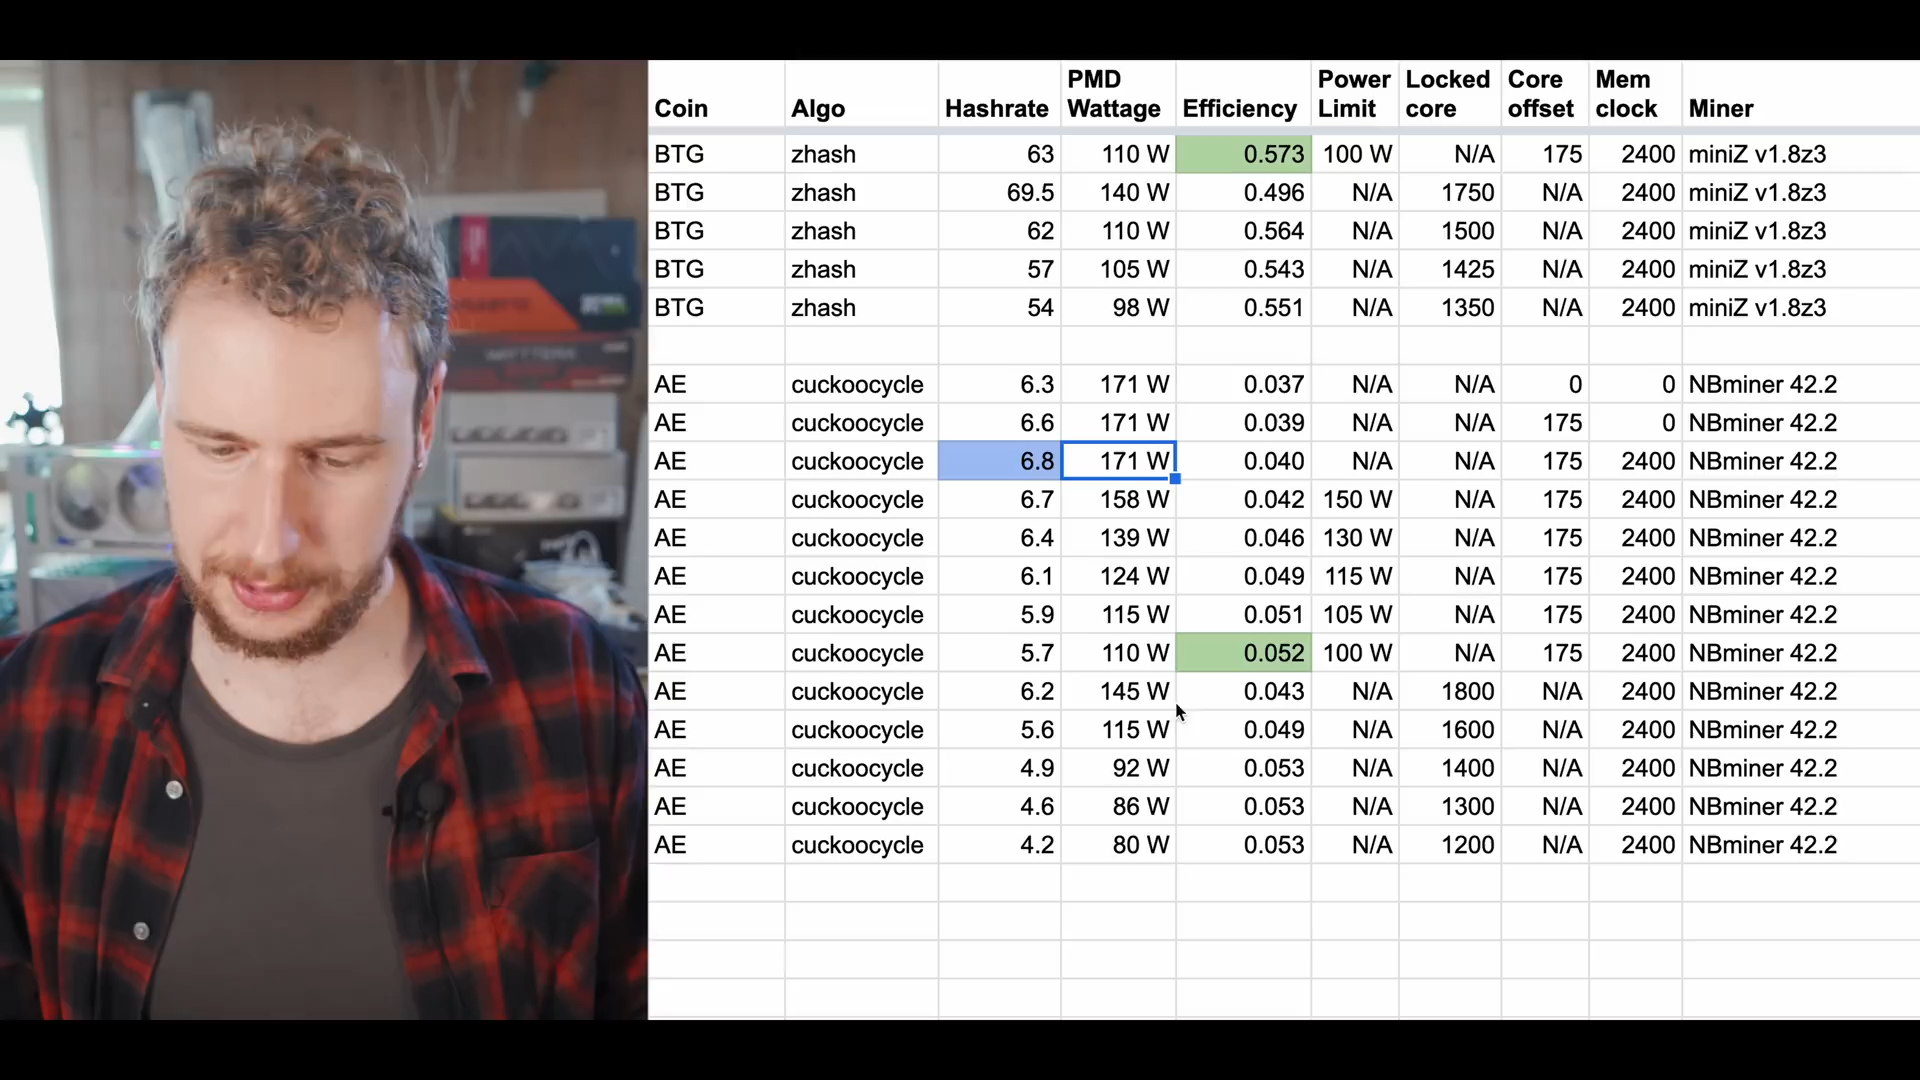 Coin Algo Hashrate PMD Wattage Efficiency Power Limit Locked core Core offset Mem clock Miner
BTG zhash 63 110 W 0.573 100 W N/A 175 2400 miniZ v1.8z3
BTG zhash 69.5 140 W 0.496 N/A 1750 N/A 2400 miniZ v1.8z3
BTG zhash 62 110 W 0.564 N/A 1500 N/A 2400 miniZ v1.8z3
BTG zhash 57 105 W 0.543 N/A 1425 N/A 2400 miniZ v1.8z3
BTG zhash 54 98 W 0.551 N/A 1350 N/A 2400 miniZ v1.8z3
AE cuckoocycle 6.3 171 W 0.037 N/A N/A 0 0 NBminer 42.2
AE cuckoocycle 6.6 171 W 0.039 N/A N/A 175 0 NBminer 42.2
AE cuckoocycle 6.8 171 W 0.040 N/A N/A 175 2400 NBminer 42.2
AE cuckoocycle 6.7 158 W 0.042 150 W N/A 175 2400 NBminer 42.2
AE cuckoocycle 6.4 139 W 0.046 130 W N/A 175 2400 NBminer 42.2
AE cuckoocycle 6.1 124 W 0.049 115 W N/A 175 2400 NBminer 42.2
AE cuckoocycle 5.9 115 W 0.051 105 W N/A 175 2400 NBminer 42.2
AE cuckoocycle 5.7 110 W 0.052 100 W N/A 175 2400 NBminer 42.2
AE cuckoocycle 6.2 145 W 0.043 N/A 1800 N/A 2400 NBminer 42.2
AE cuckoocycle 5.6 115 W 0.049 N/A 1600 N/A 2400 NBminer 42.2
AE cuckoocycle 4.9 92 W 0.053 N/A 1400 N/A 2400 NBminer 42.2
AE cuckoocycle 4.6 86 W 0.053 N/A 1300 N/A 2400 NBminer 42.2
AE cuckoocycle 4.2 80 W 0.053 N/A 1200 N/A 2400 NBminer 42.2